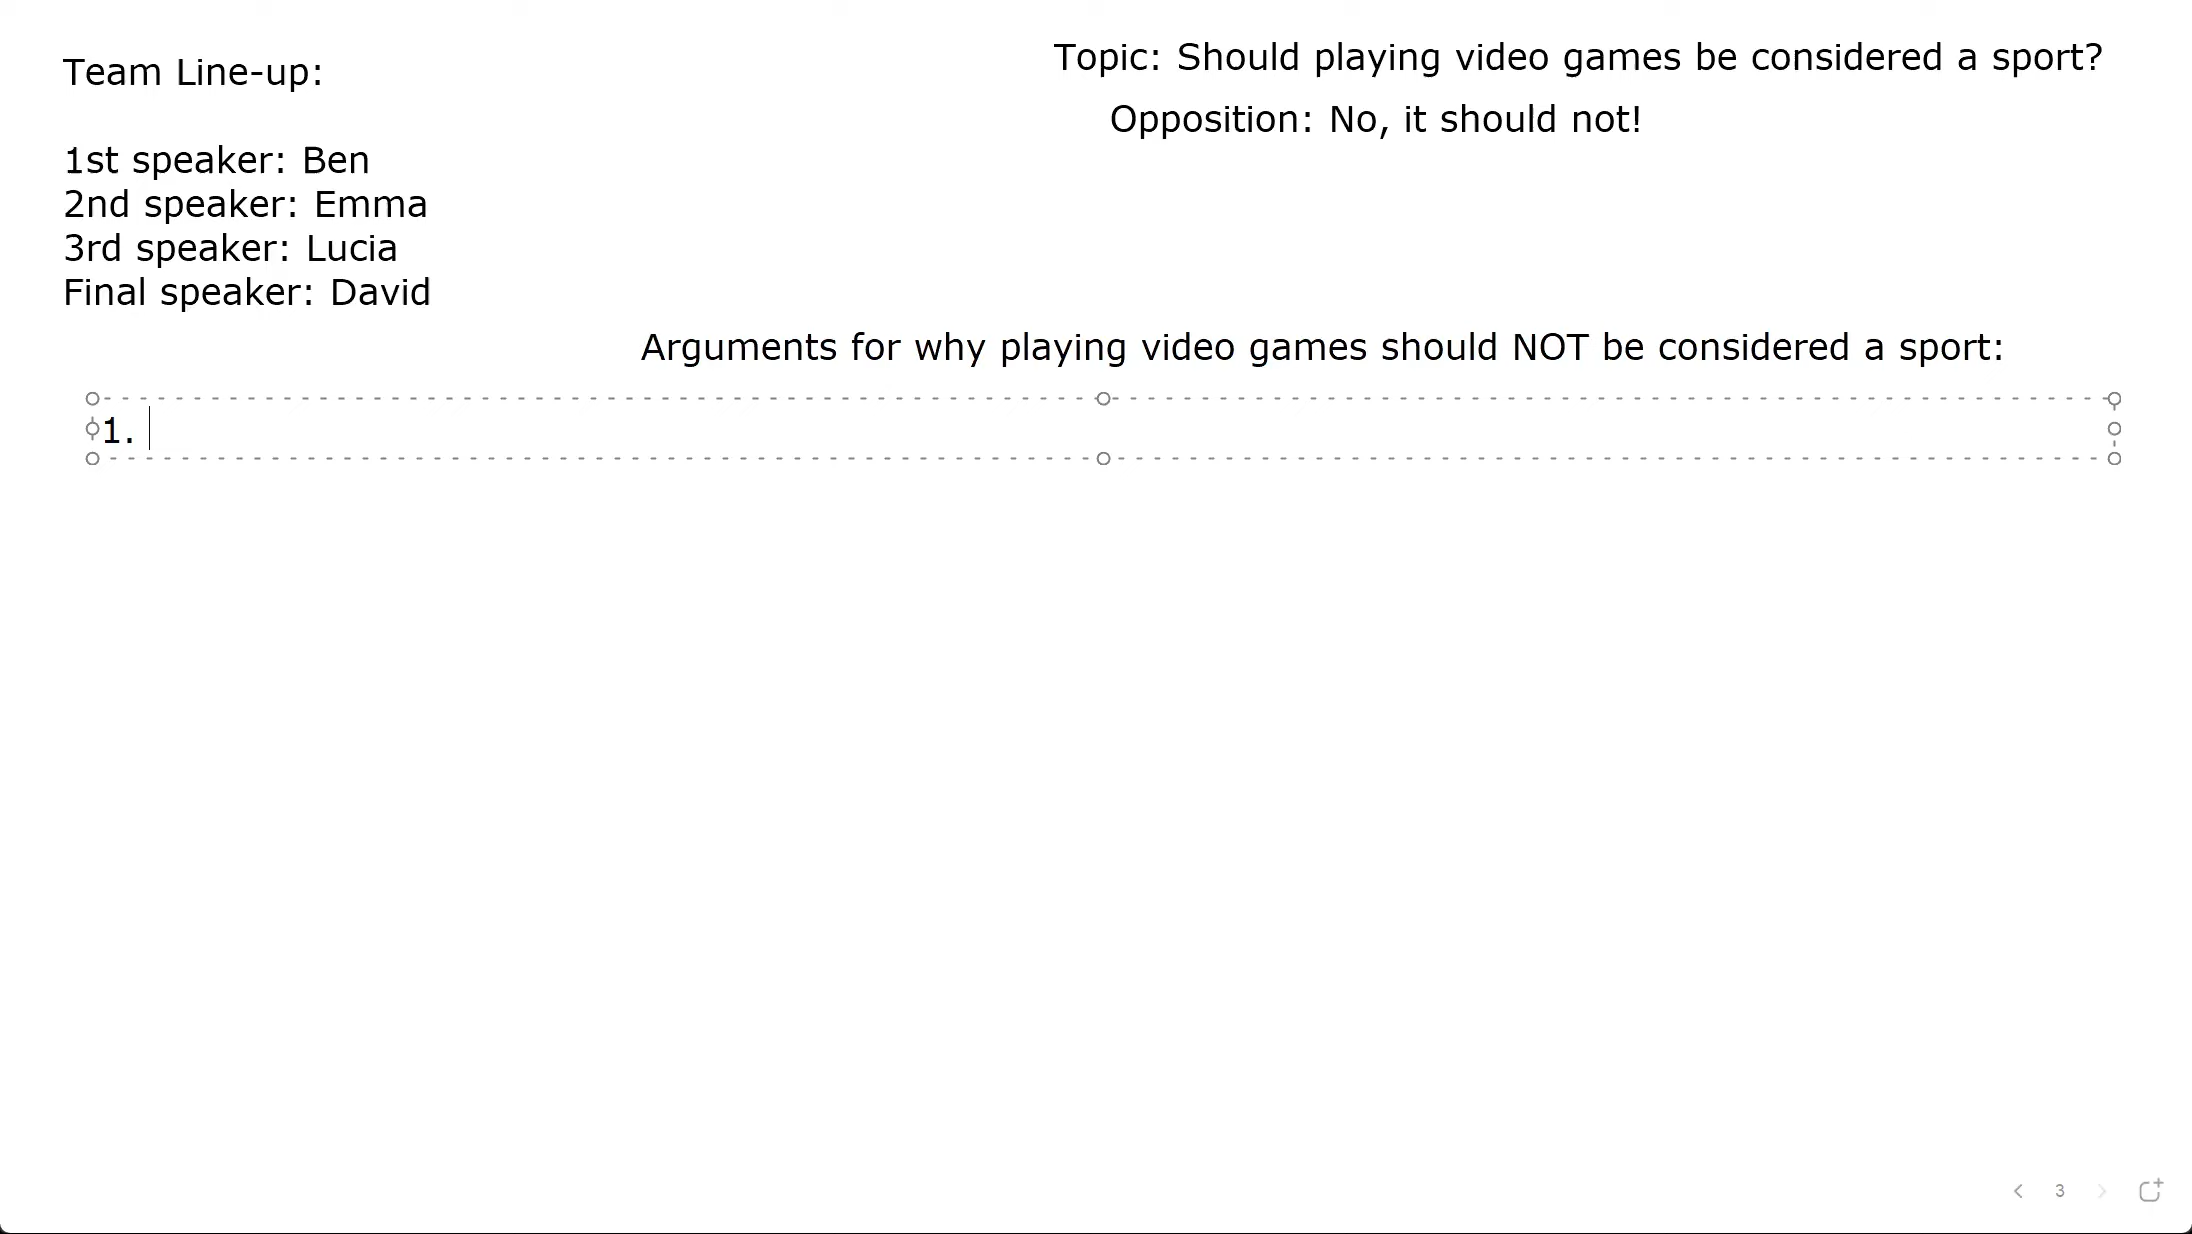 Team Line-up:
1st speaker: Ben
2nd speaker: Emma
3rd speaker: Lucia
Final speaker: David
Topic: Should playing video games be considered a sport?
Opposition: No, it should not!
Arguments for why playing video games should NOT be considered a sport:
1.
3